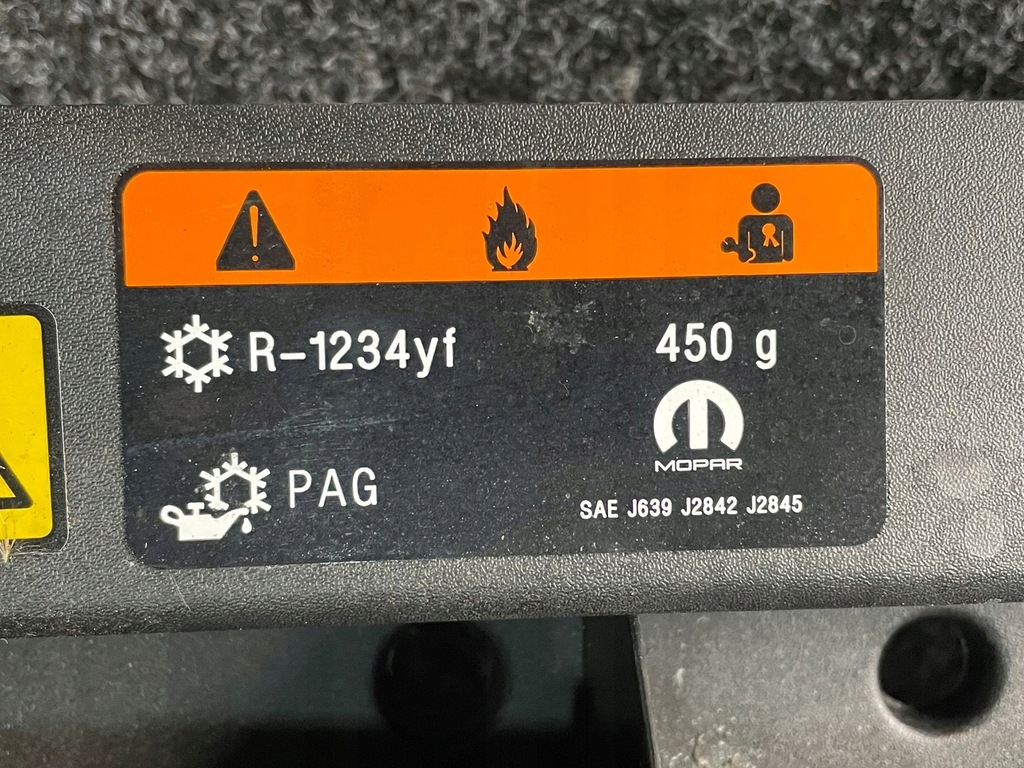 R-1234yf 450 g
MOPAR
PAG
SAE J639 J2842 J2845